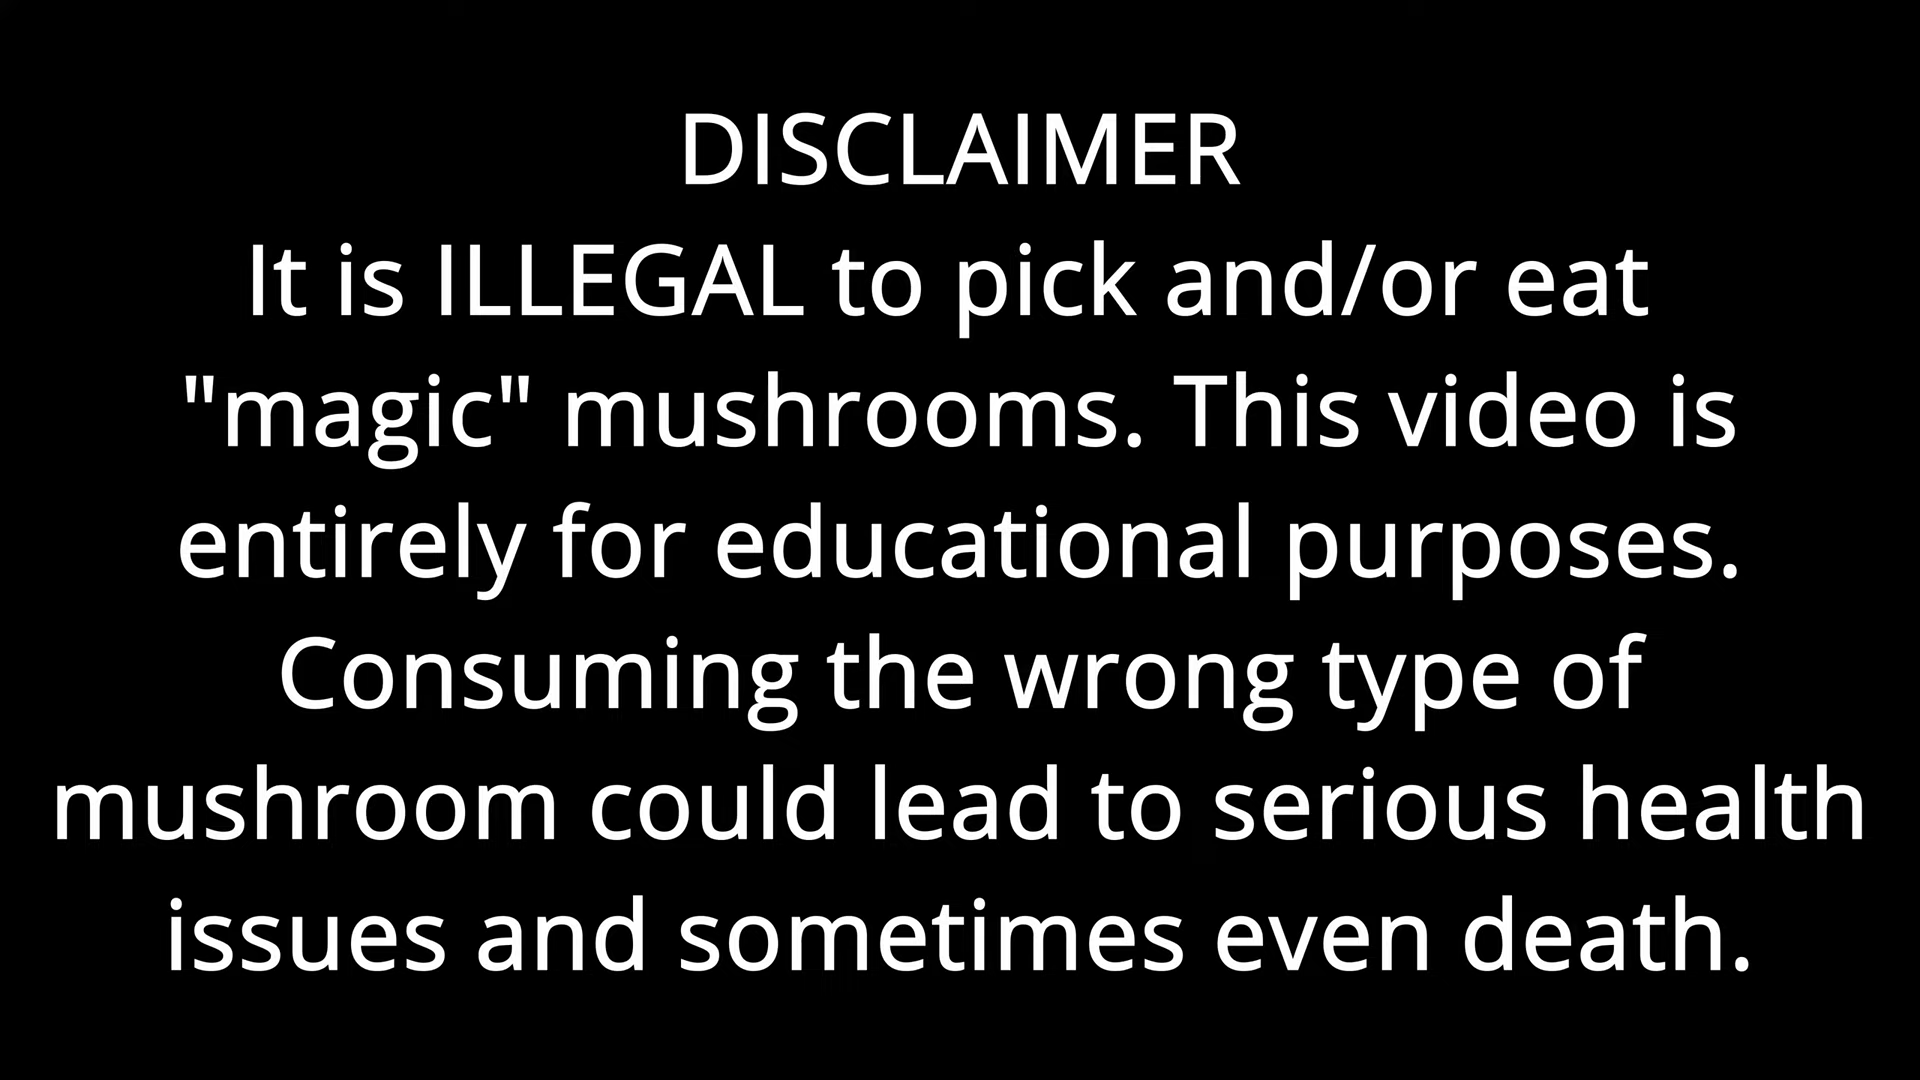 DISCLAIMER
It is ILLEGAL to pick and/or eat
"magic" mushrooms. This video is
entirely for educational purposes.
Consuming the wrong type of
mushroom could lead to serious health
issues and sometimes even death.